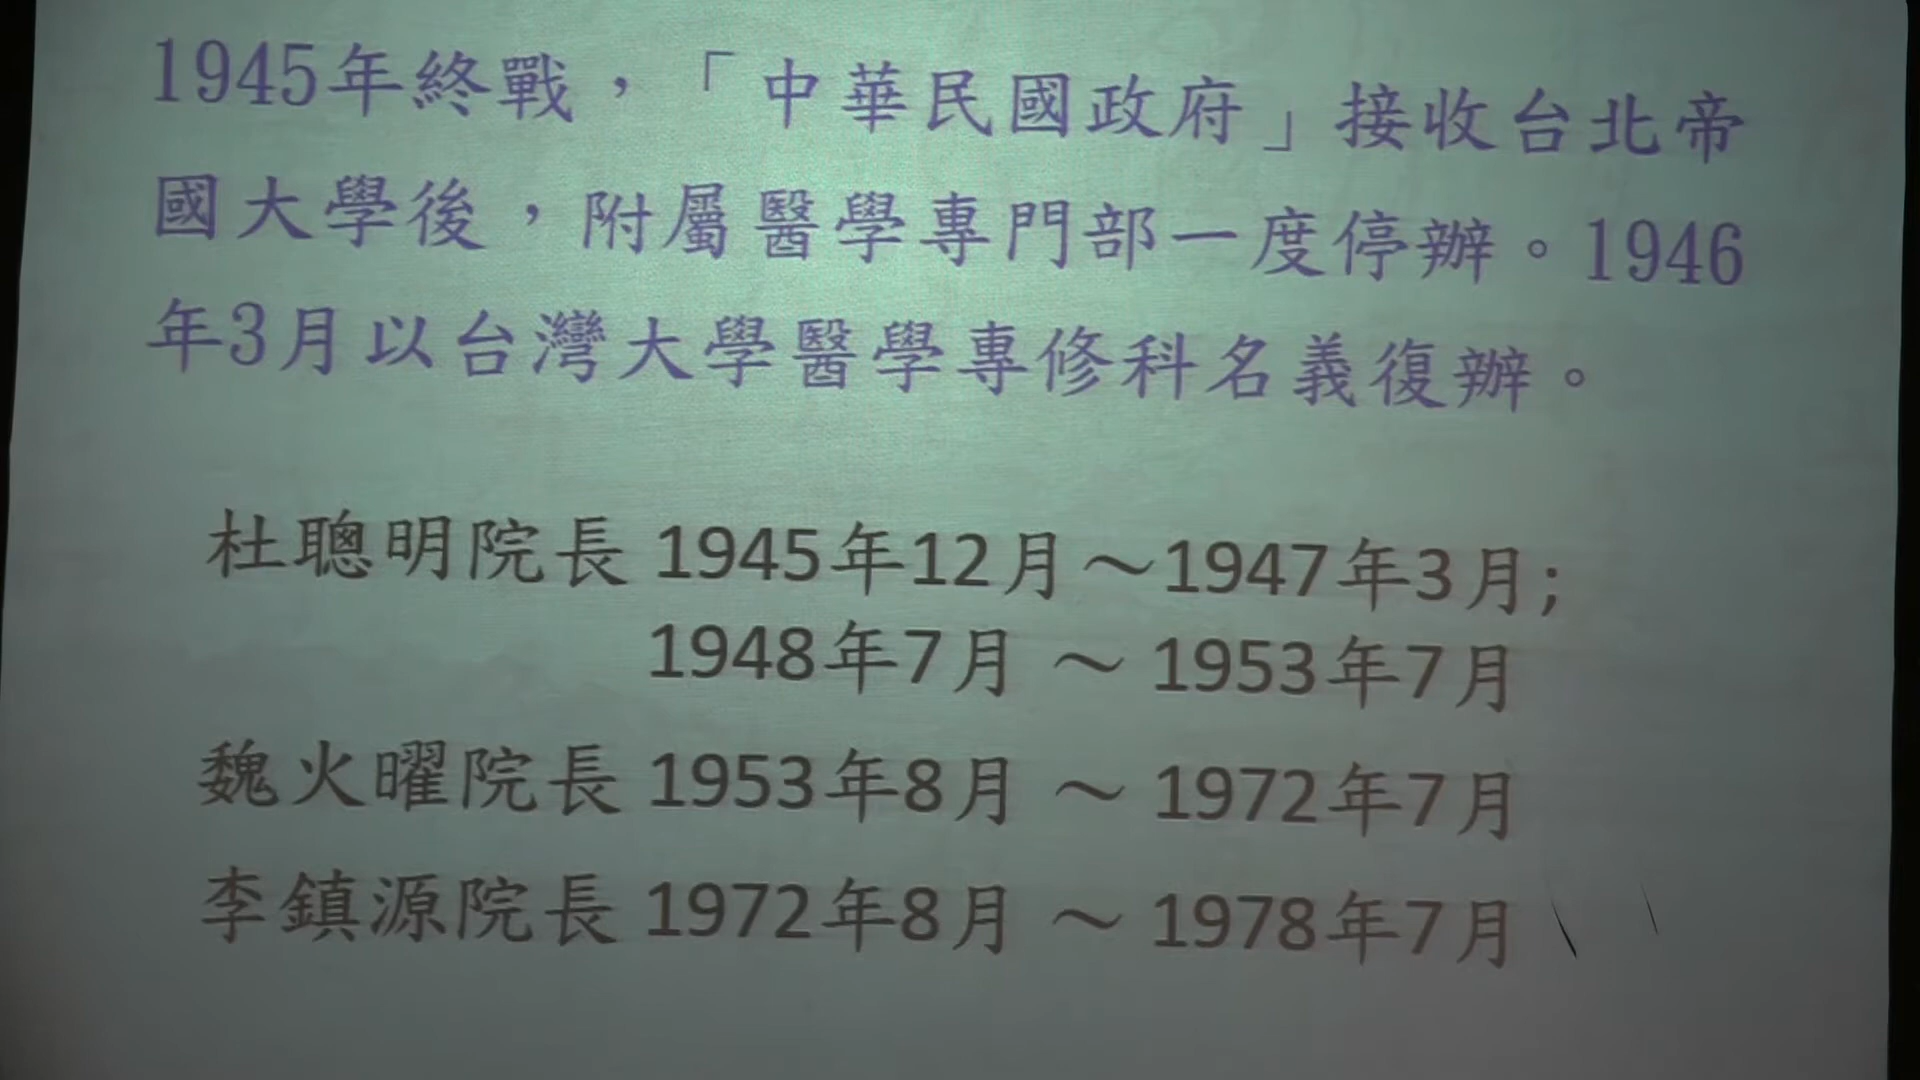 1945年終戰，「中華民國政府」接收台北帝
國大學後，附屬醫學專門部一度停辦。1946
年3月以台灣大學醫學專修科名義復辦。
杜聰明院長 1945年12月～1947年3月;
1948年7月 ～ 1953年7月
魏火曜院長 1953年8月 ～ 1972年7月
李鎮源院長 1972年8月 ～ 1978年7月